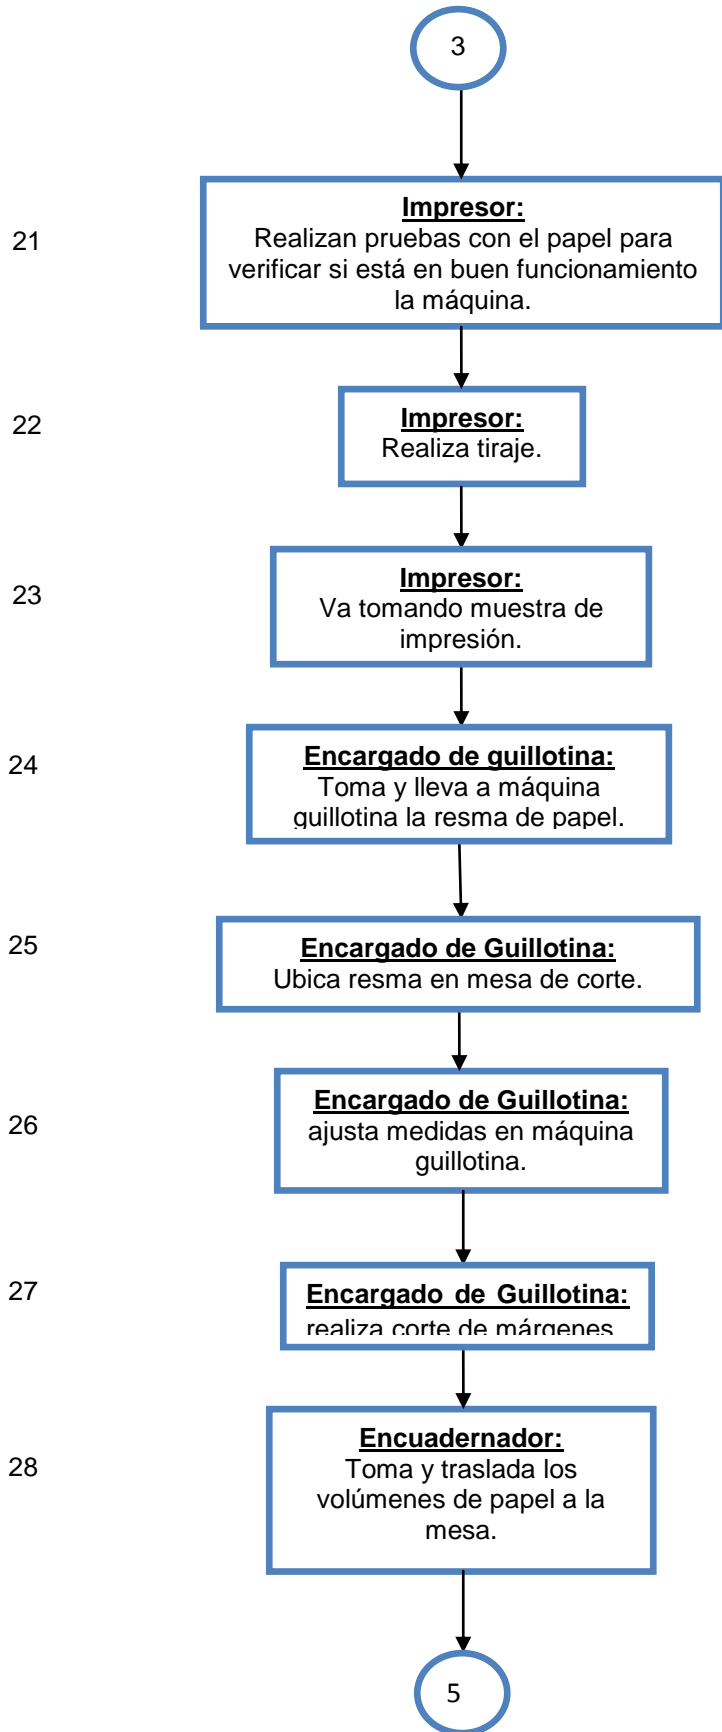 3
21
Impresor:
Realizan pruebas con el papel para
verificar si está en buen funcionamiento
la máquina.
22
Impresor:
Realiza tiraje.
23
Impresor:
Va tomando muestra de
impresión.
24
Encargado de guillotina:
Toma y lleva a máquina
guillotina la resma de papel.
25
Encargado de Guillotina:
Ubica resma en mesa de corte.
26
Encargado de Guillotina:
ajusta medidas en máquina
guillotina.
27
Encargado de Guillotina:
realiza corte de márgenes
28
Encuadernador:
Toma y traslada los
volúmenes de papel a la
mesa.
5